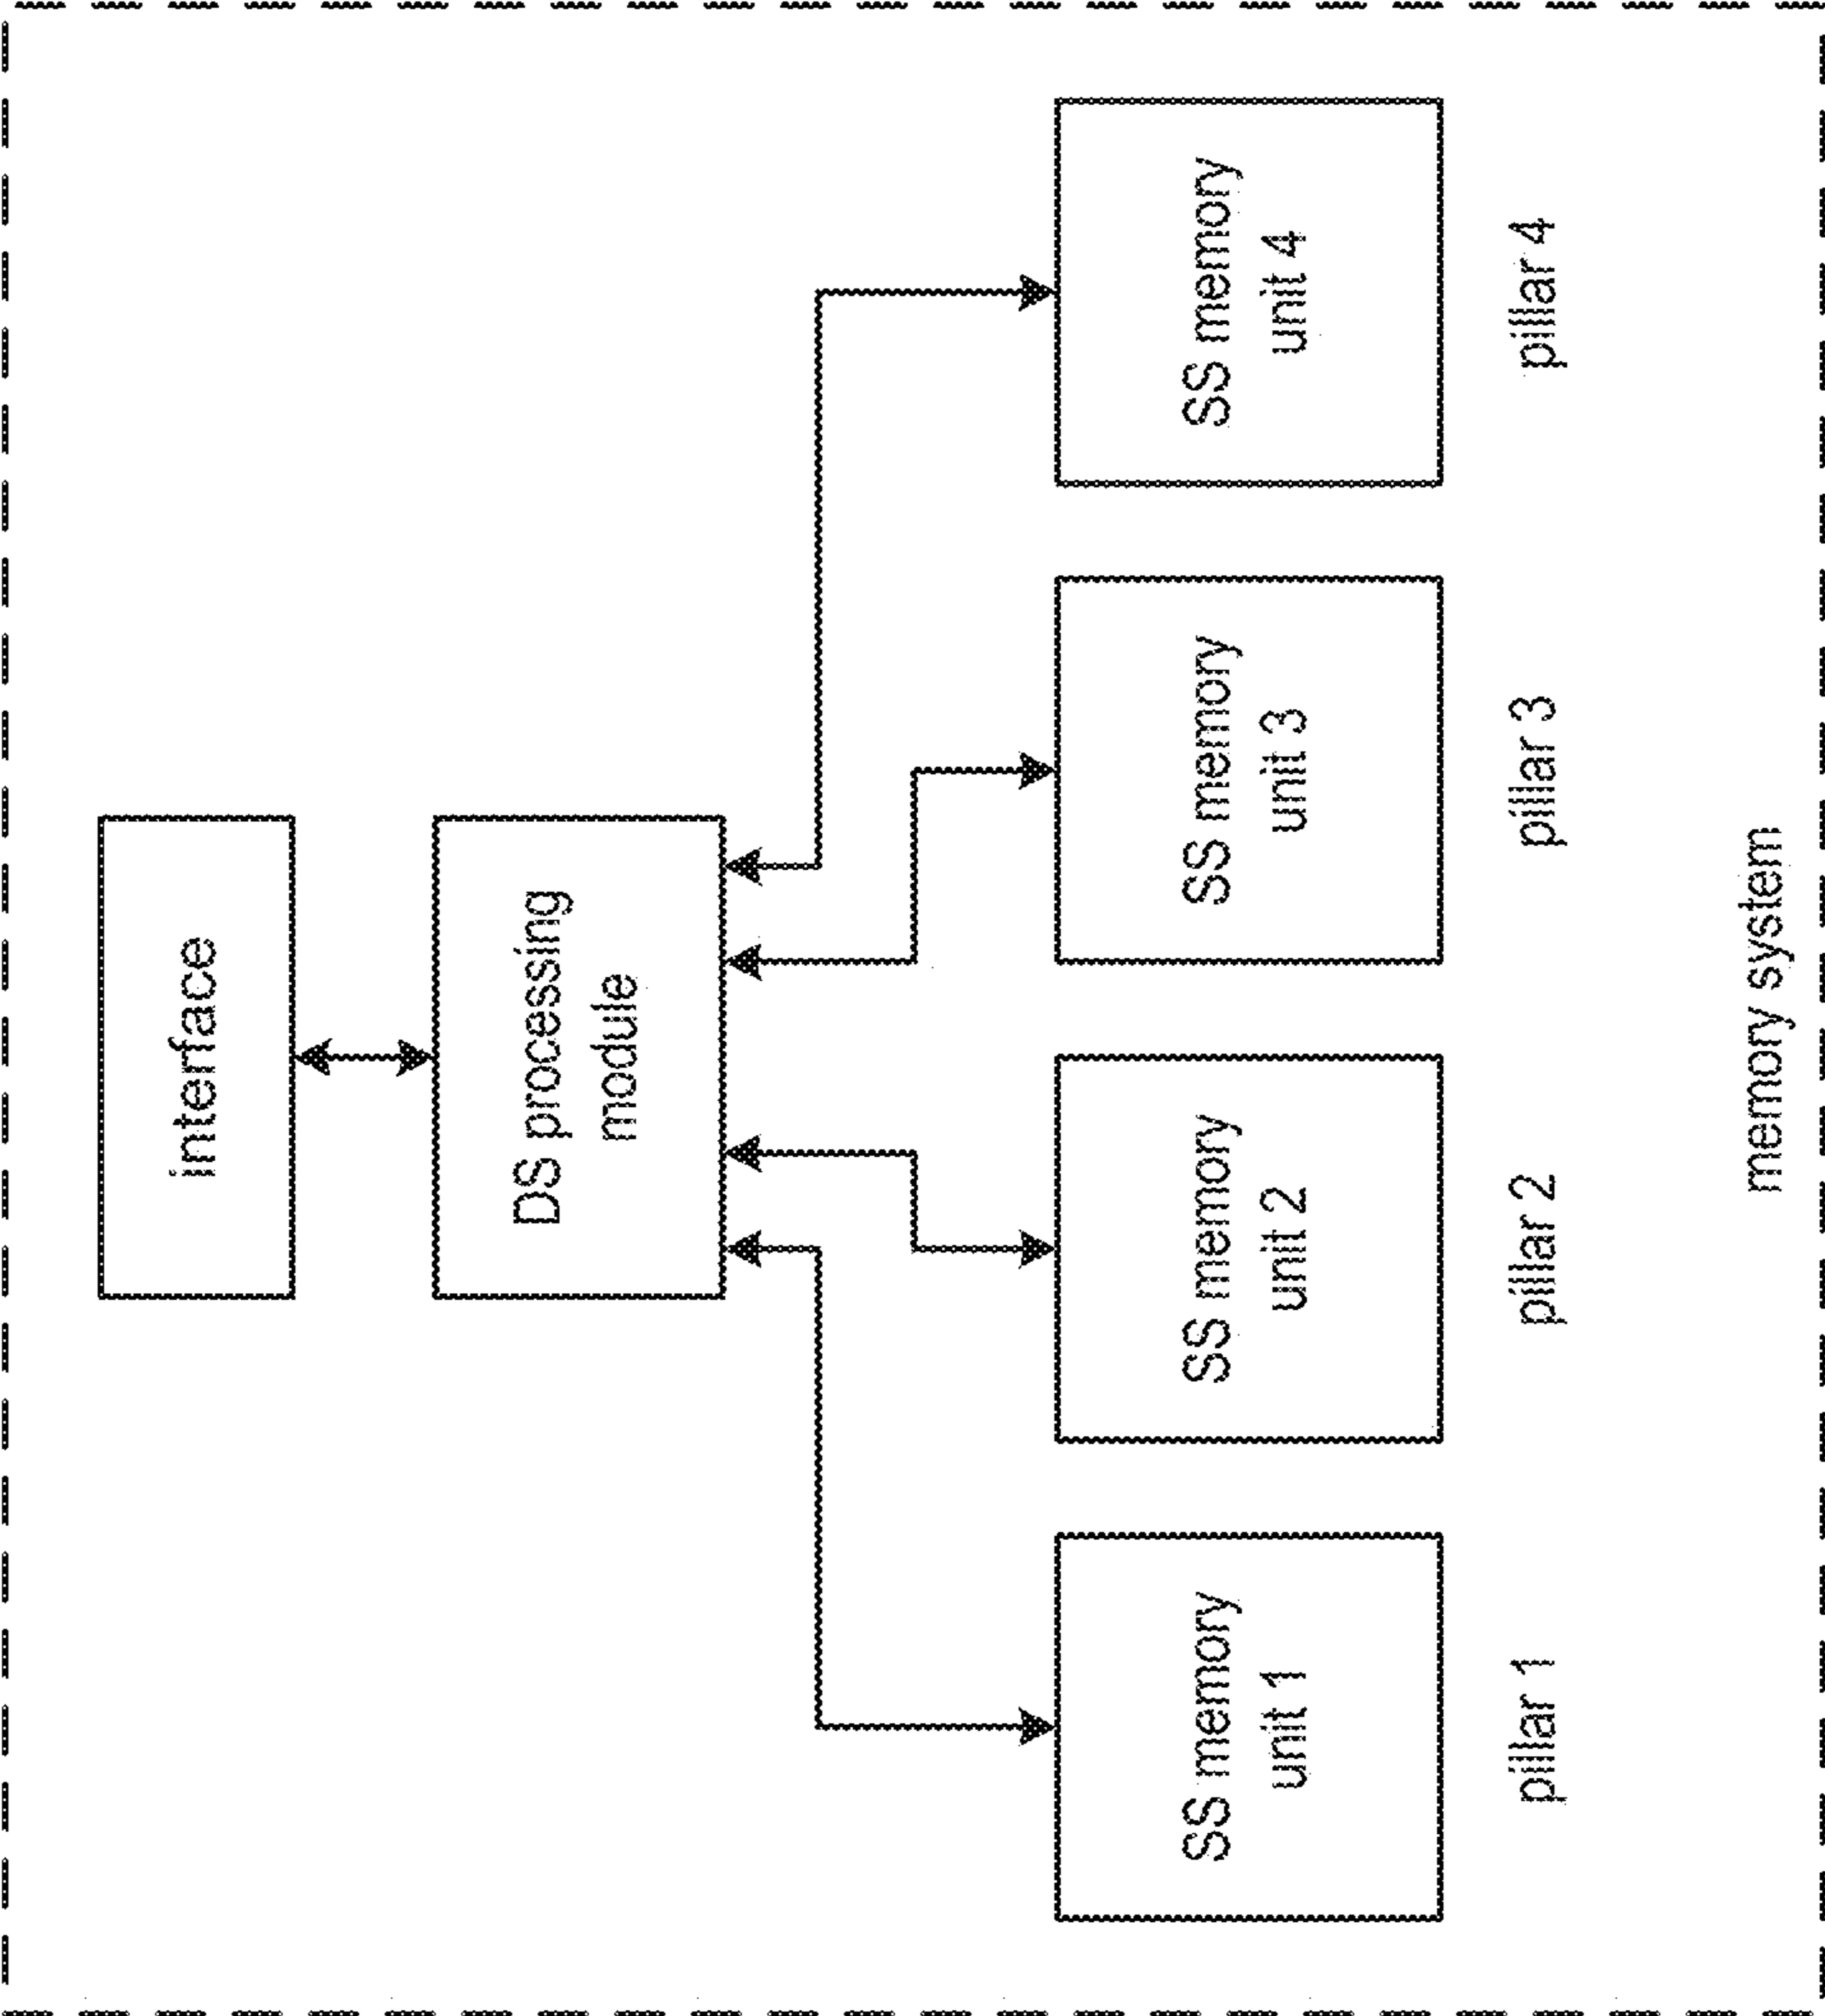 interface
DS processing
module
SS memory
unit 1
SS memory
unit 2
SS memory
unit 3
SS memory
unit 4
pillar 1
pillar 2
pillar 3
pillar 4
memory system